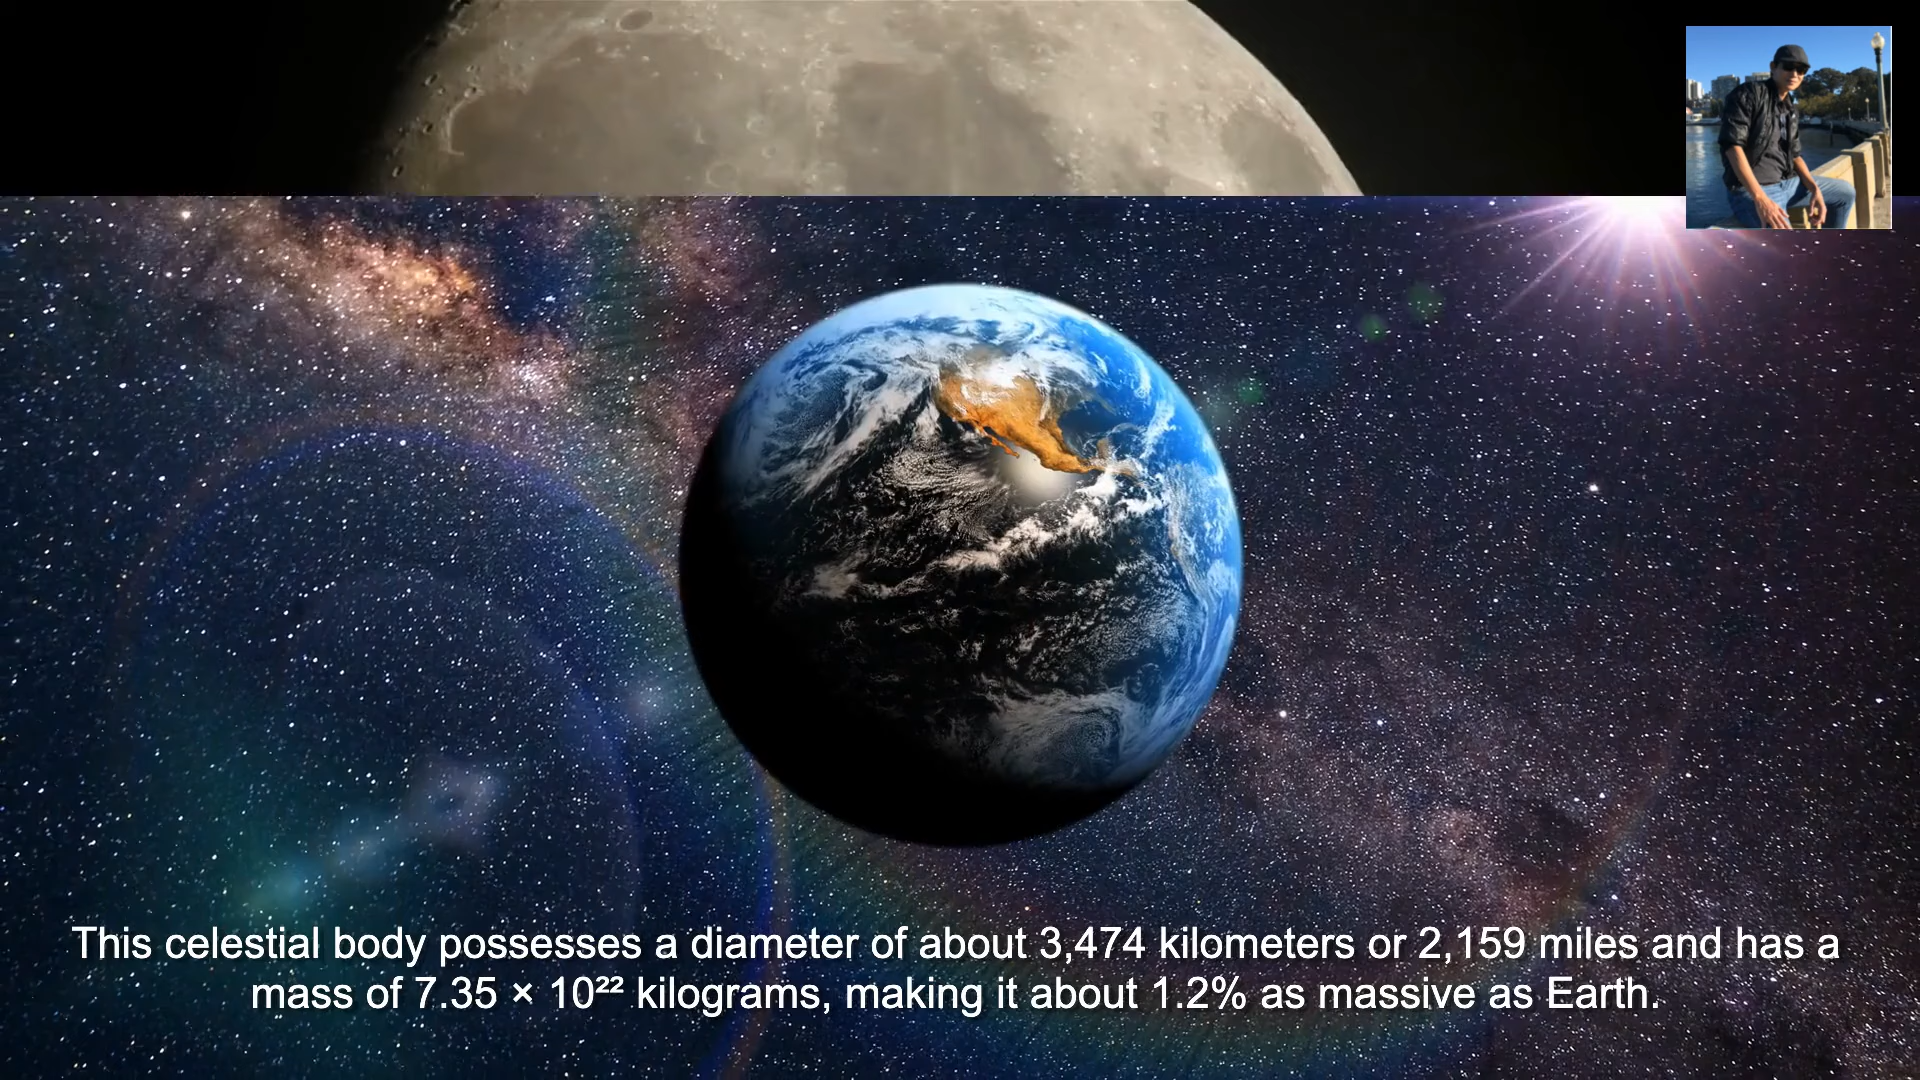 This celestial body possesses a diameter of about 3,474 kilometers or 2,159 miles and has a
mass of 7.35 × 10²² kilograms, making it about 1.2% as massive as Earth.